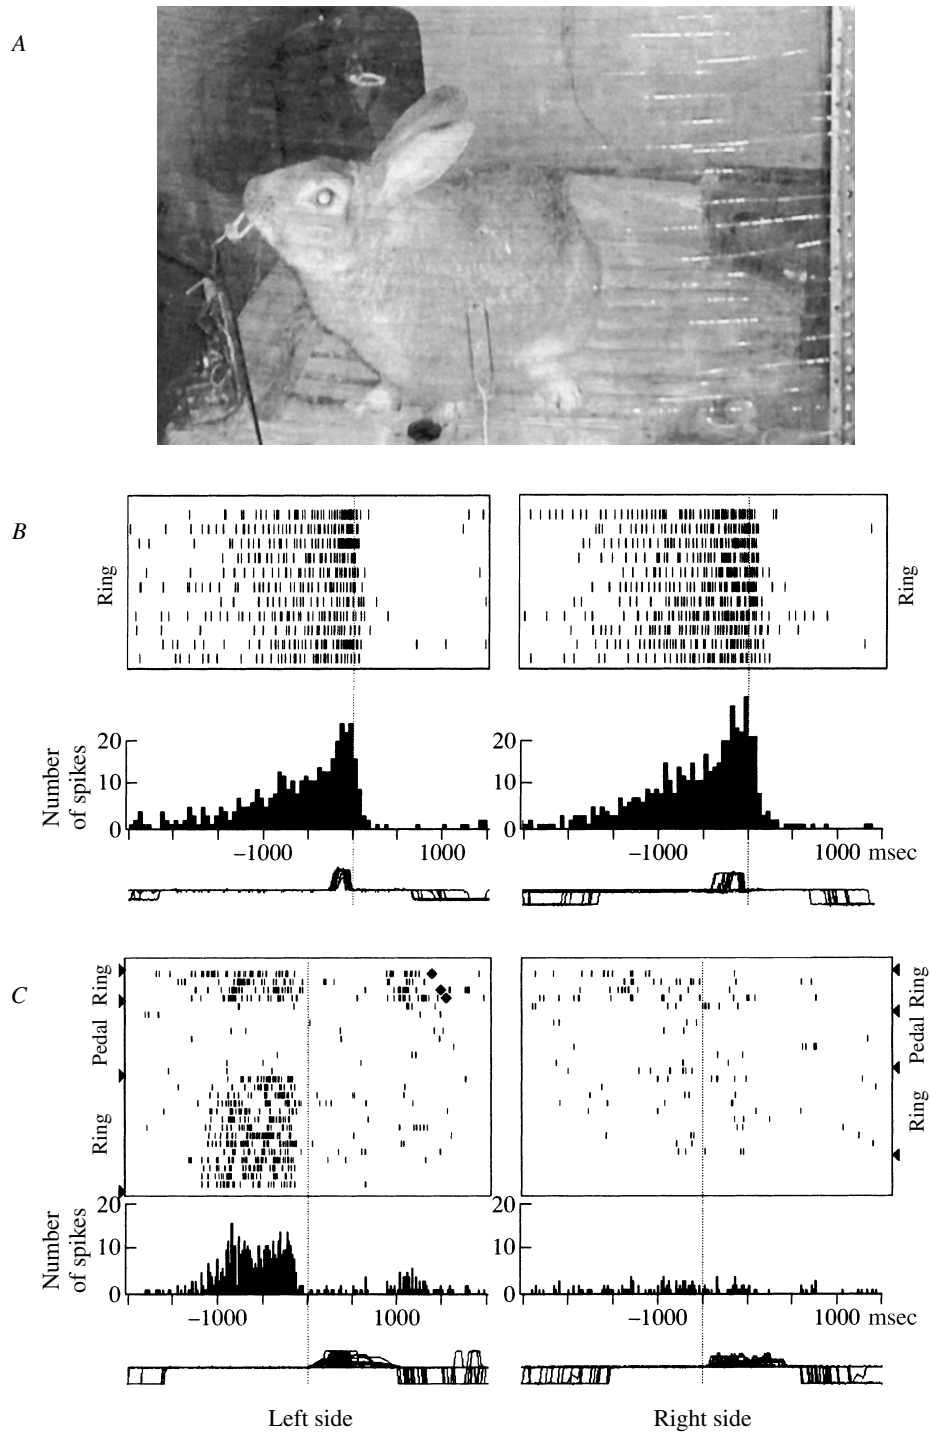 A
B
Ring
Ring
Number
of spikes
20
10
0
20
10
0
−1000
1000
−1000
1000 msec
C
Ring
Pedal
Ring
Ring
Pedal
Ring
Number
of spikes
20
10
0
20
10
0
−1000
1000
−1000
1000 msec
Left side
Right side